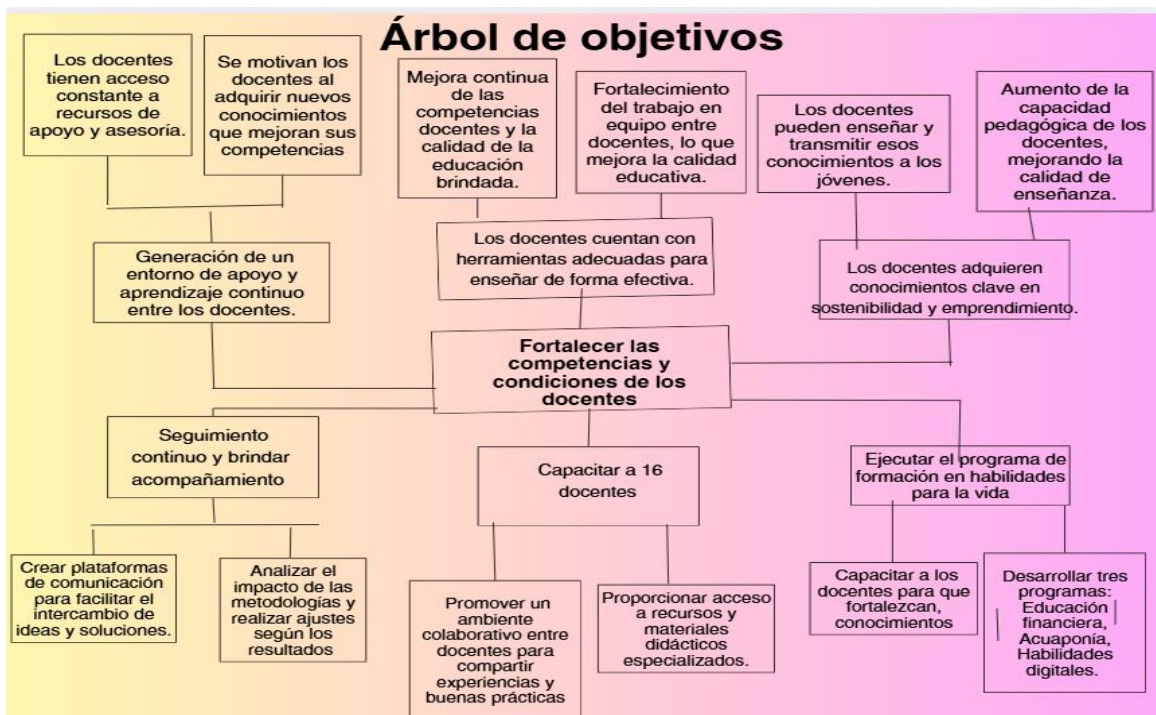 Árbol de objetivos
Los docentes
tienen acceso
constante a
recursos de
apoyo y asesoría.
Se motivan los
docentes al
adquirir nuevos
conocimientos
que mejoran sus
competencias
Mejora continua
de las
competencias
docentes y la
calidad de la
educación
brindada.
Fortalecimiento
del trabajo en
equipo entre
docentes, lo que
mejora la calidad
educativa.
Los docentes
pueden enseñar y
transmitir esos
conocimientos a los
jóvenes.
Aumento de la
capacidad
pedagógica de los
docentes,
mejorando la
calidad de
enseñanza.
Generación de un
entorno de apoyo y
aprendizaje continuo
entre los docentes.
Los docentes cuentan con
herramientas adecuadas para
enseñar de forma efectiva.
Los docentes adquieren
conocimientos clave en
sostenibilidad y emprendimiento.
Fortalecer las
competencias y
condiciones de los
docentes
Seguimiento
continuo y brindar
acompañamiento
Capacitar a 16
docentes
Ejecutar el programa de
formación en habilidades
para la vida
Crear plataformas
de comunicación
para facilitar el
intercambio de
ideas y soluciones.
Analizar el
impacto de las
metodologías y
realizar ajustes
según los
resultados
Promover un
ambiente
colaborativo entre
docentes para
compartir
experiencias y
buenas prácticas
Proporcionar acceso
a recursos y
materiales
didácticos
especializados.
Capacitar a los
docentes para que
fortalezcan,
conocimientos
Desarrollar tres
programas:
Educación
financiera,
Acuaponía,
Habilidades
digitales.